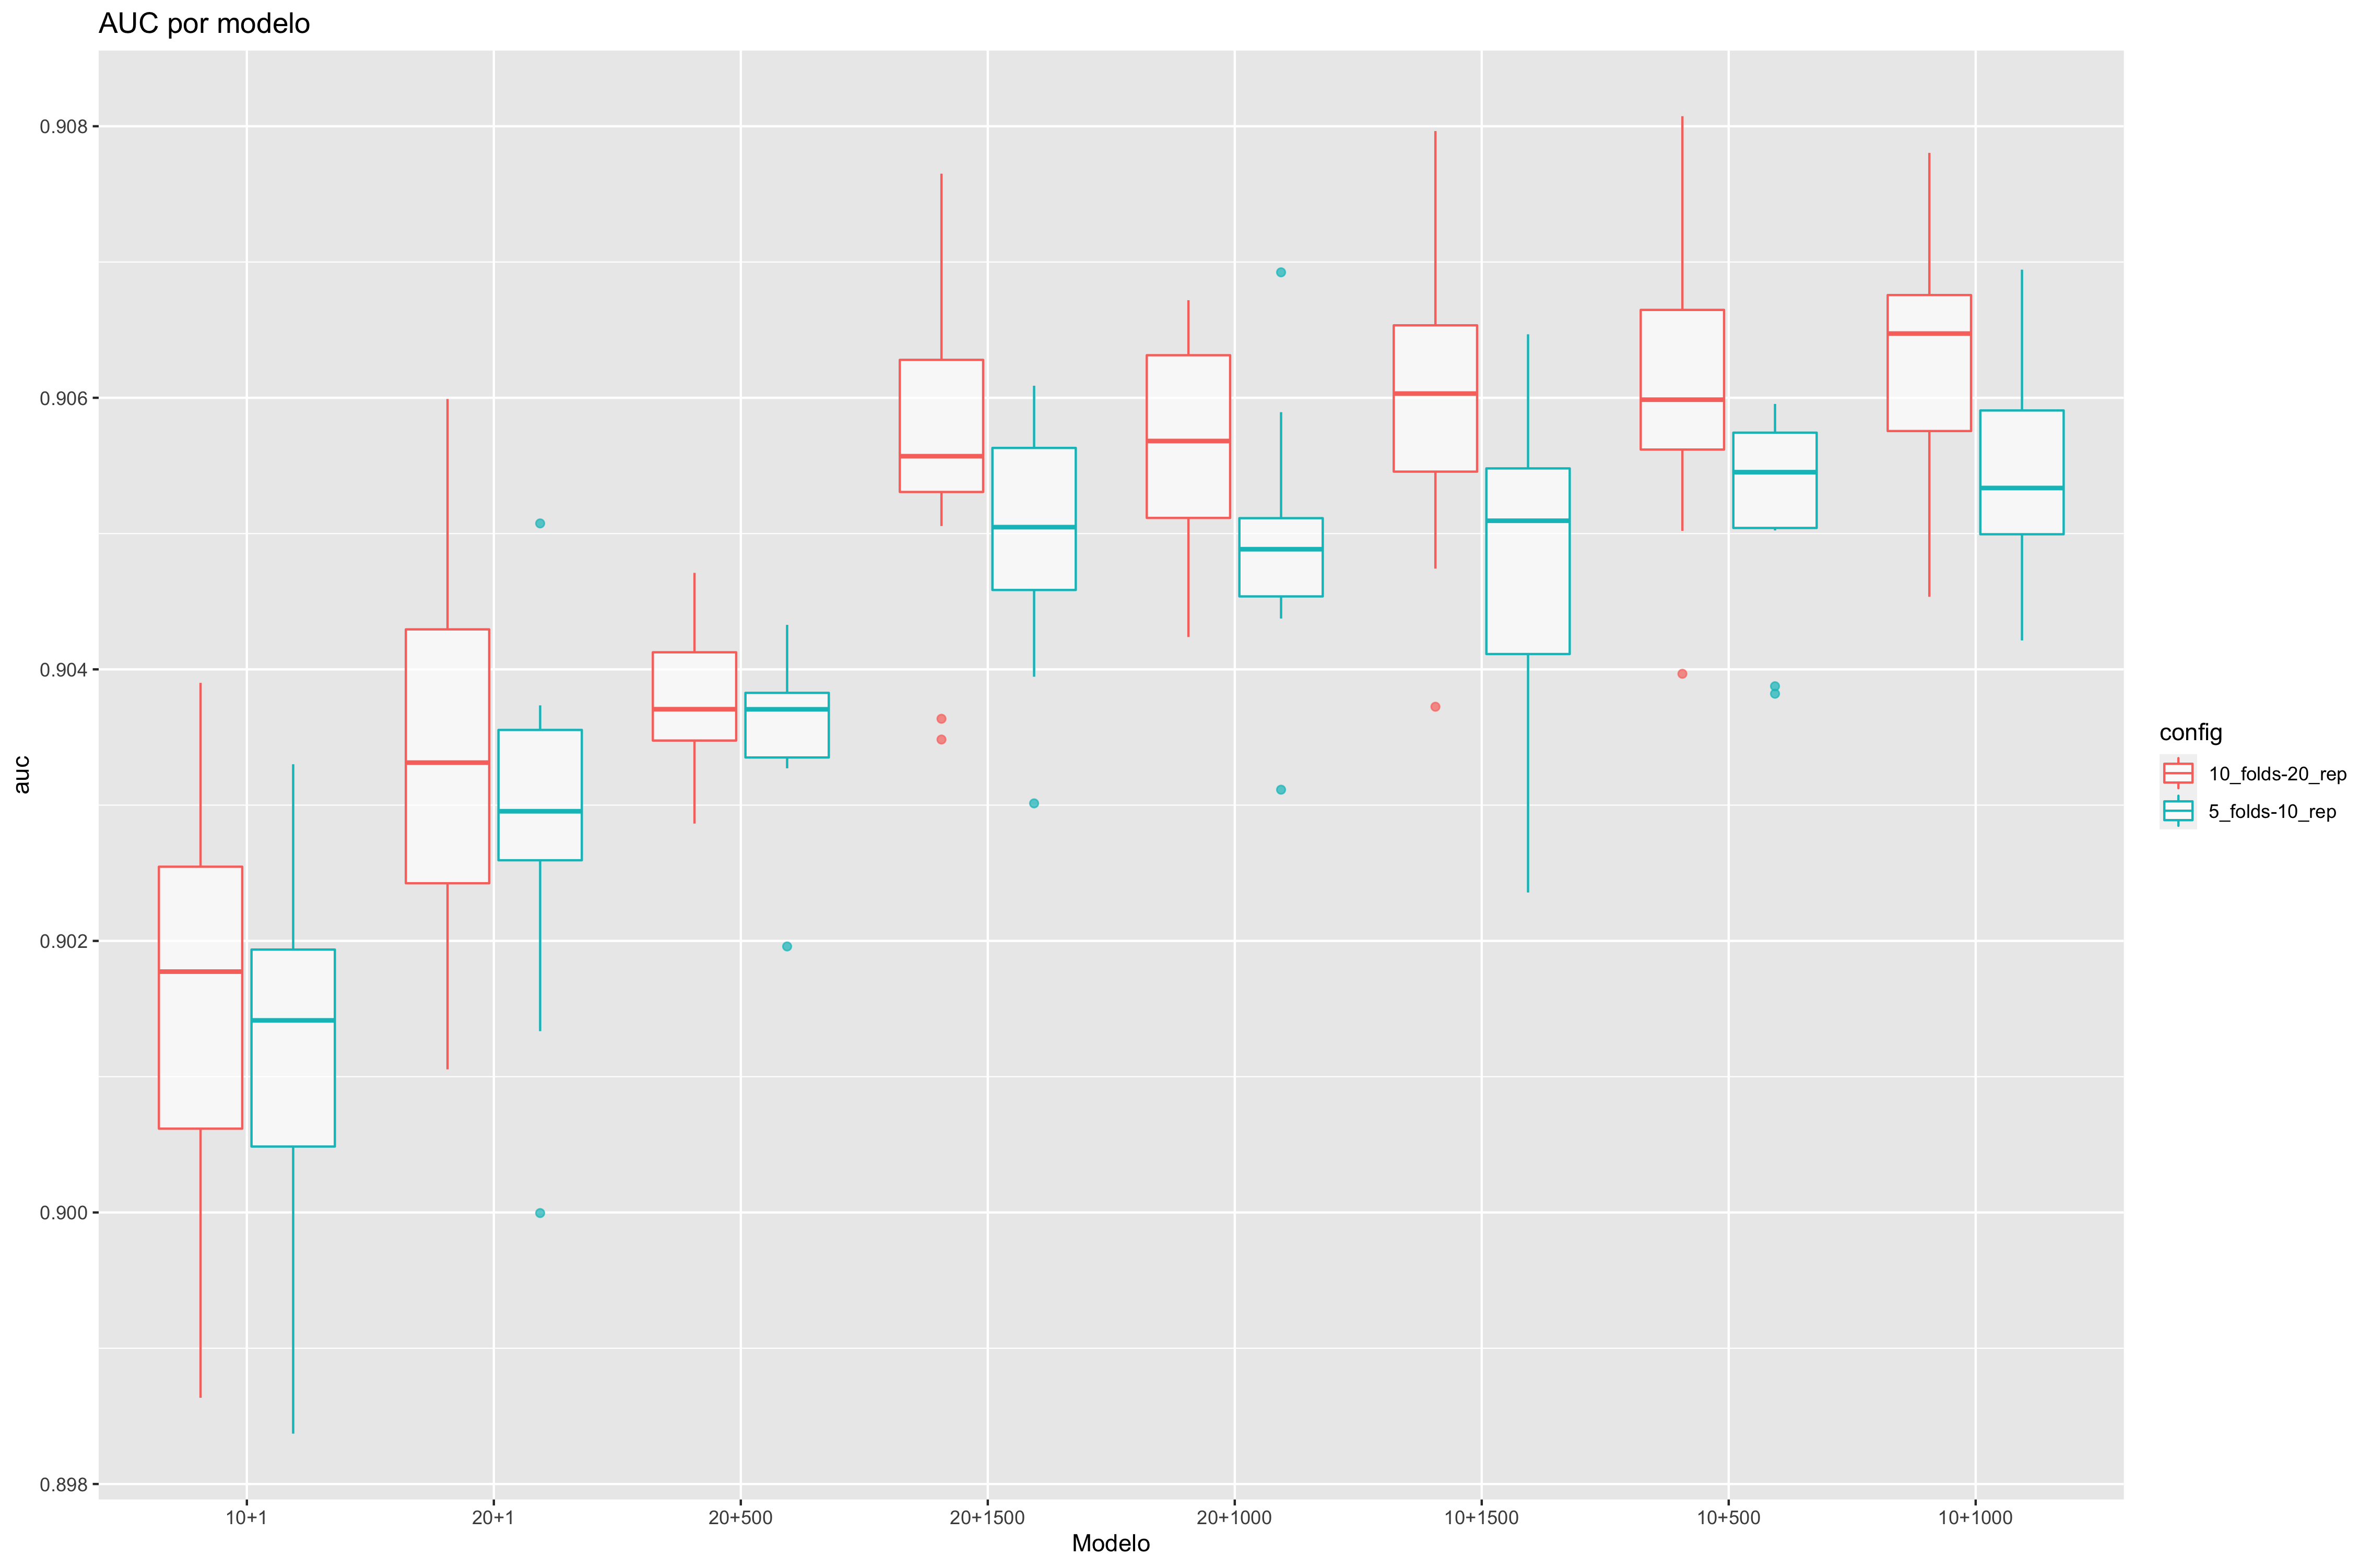 AUC por modelo
auc
0.908
0.906
0.904
0.902
0.900
0.898
10+1 20+1 20+500 20+1500 20+1000 10+1500 10+500 10+1000
Modelo
config
10_folds-20_rep
5_folds-10_rep